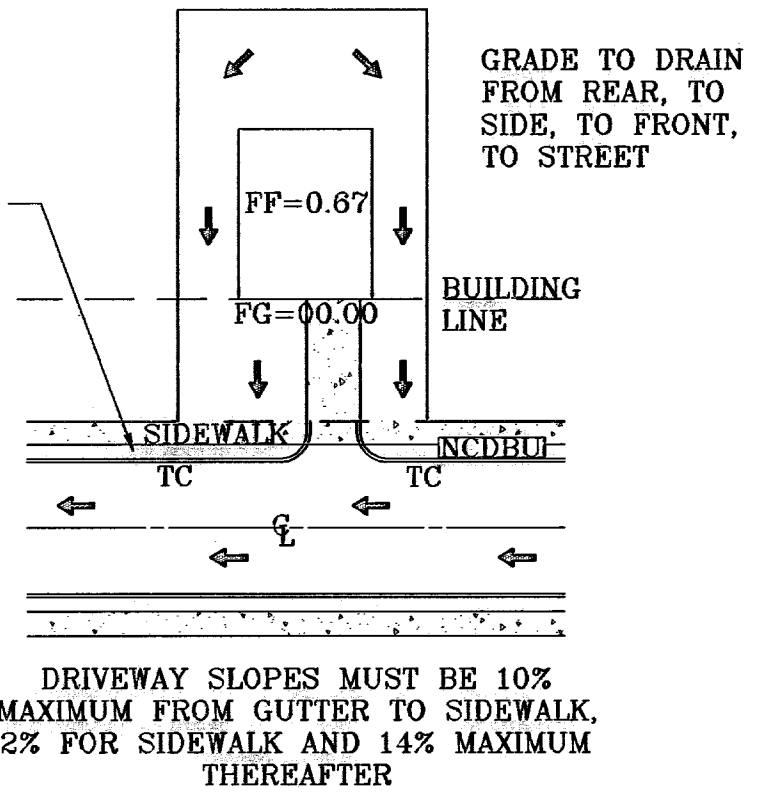 GRADE TO DRAIN
FROM REAR, TO
SIDE, TO FRONT,
TO STREET
FF=0.67
BUILDING
LINE
FG=00.00
SIDEWALK
NCDBU
TC
TC
CL
DRIVEWAY SLOPES MUST BE 10%
MAXIMUM FROM GUTTER TO SIDEWALK,
2% FOR SIDEWALK AND 14% MAXIMUM
THEREAFTER